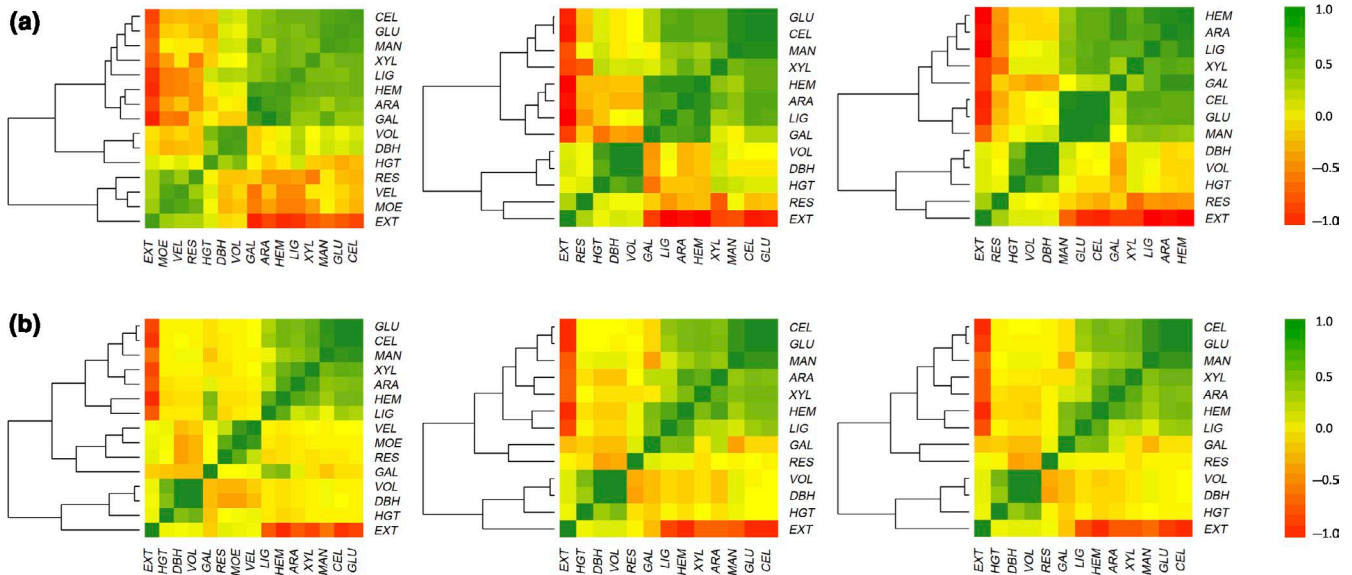 (a)
CEL
GLU
MAN
XYL
LIG
HEM
ARA
GAL
VOL
DBH
HGT
RES
VEL
MOE
EXT
EXT MOE VEL RES HGT DBH VOL GAL ARA HEM LIG XYL MAN GLU CEL
GLU
CEL
MAN
XYL
HEM
ARA
LIG
GAL
VOL
DBH
HGT
RES
EXT
EXT RES HGT DBH VOL GAL LIG ARA HEM XYL MAN CEL GLU
HEM
ARA
LIG
XYL
GAL
CEL
GLU
MAN
DBH
VOL
HGT
RES
EXT
EXT RES HGT VOL DBH MAN GLU CEL GAL XYL LIG ARA HEM
1.0
0.5
0.0
−0.5
−1.0
(b)
GLU
CEL
MAN
XYL
ARA
HEM
LIG
VEL
MOE
RES
GAL
VOL
DBH
HGT
EXT
EXT HGT DBH VOL GAL RES MOE VEL LIG HEM ARA XYL MAN CEL GLU
CEL
GLU
MAN
ARA
XYL
HEM
LIG
GAL
RES
VOL
DBH
HGT
EXT
EXT HGT DBH VOL RES GAL LIG HEM XYL ARA MAN GLU CEL
CEL
GLU
MAN
XYL
ARA
HEM
LIG
GAL
RES
VOL
DBH
HGT
EXT
EXT HGT DBH VOL RES GAL LIG HEM ARA XYL MAN GLU CEL
1.0
0.5
0.0
−0.5
−1.0